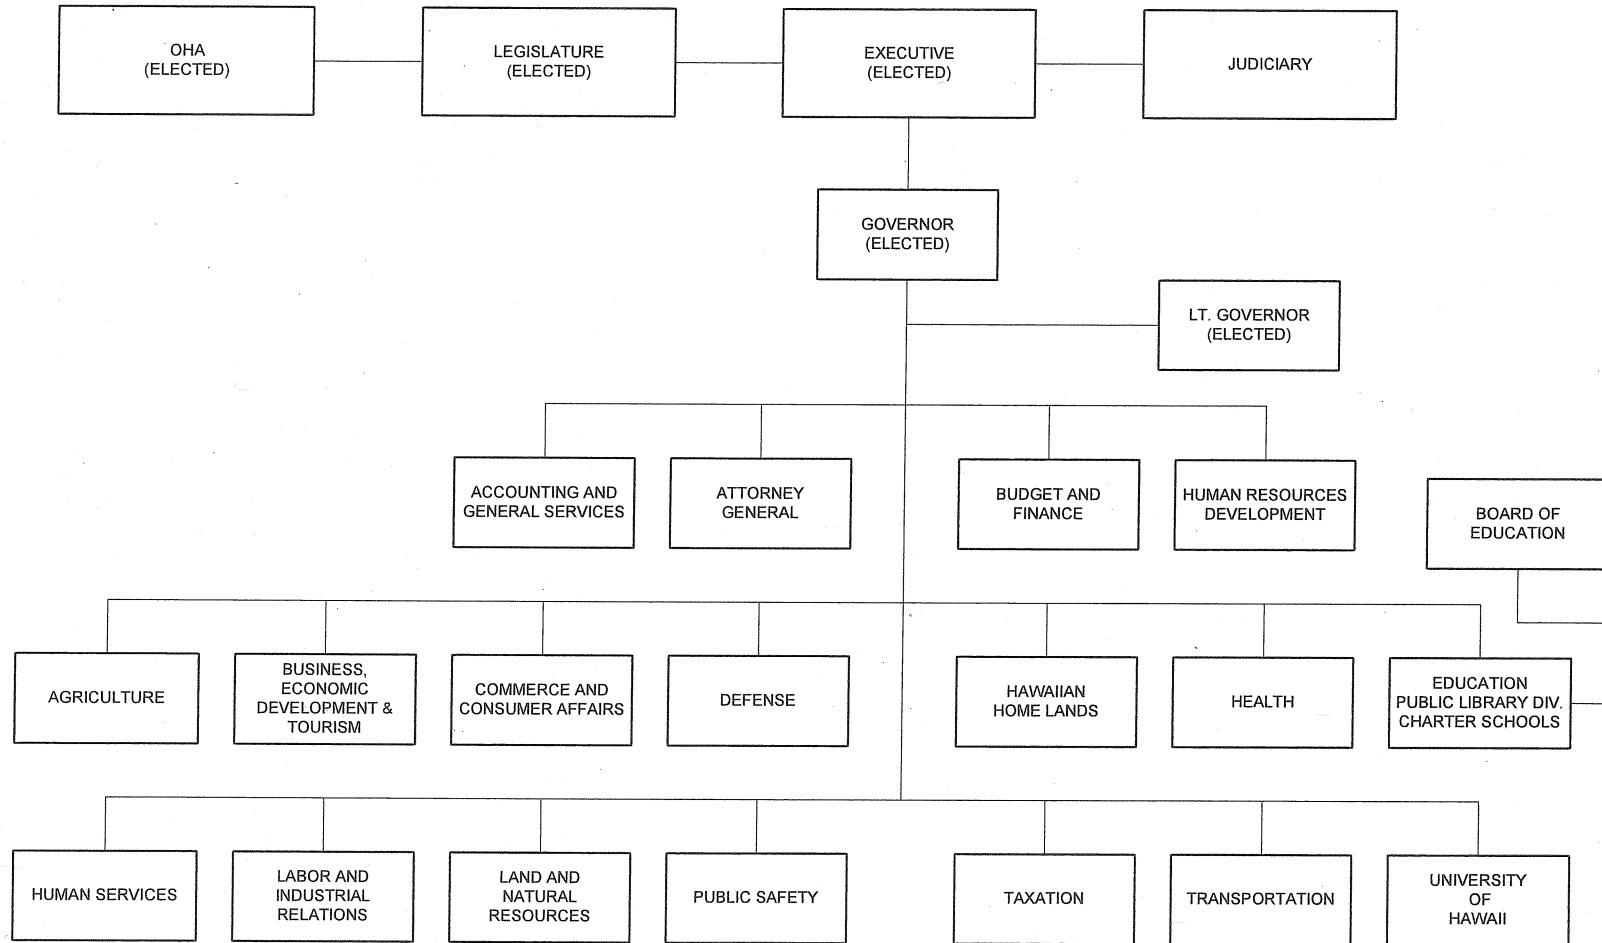 OHA
(ELECTED)
LEGISLATURE
(ELECTED)
EXECUTIVE
(ELECTED)
JUDICIARY
GOVERNOR
(ELECTED)
LT. GOVERNOR
(ELECTED)
ACCOUNTING AND
GENERAL SERVICES
ATTORNEY
GENERAL
BUDGET AND
FINANCE
HUMAN RESOURCES
DEVELOPMENT
BOARD OF
EDUCATION
AGRICULTURE
BUSINESS,
ECONOMIC
DEVELOPMENT &
TOURISM
COMMERCE AND
CONSUMER AFFAIRS
DEFENSE
HAWAIIAN
HOME LANDS
HEALTH
EDUCATION
PUBLIC LIBRARY DIV.
CHARTER SCHOOLS
HUMAN SERVICES
LABOR AND
INDUSTRIAL
RELATIONS
LAND AND
NATURAL
RESOURCES
PUBLIC SAFETY
TAXATION
TRANSPORTATION
UNIVERSITY
OF
HAWAII